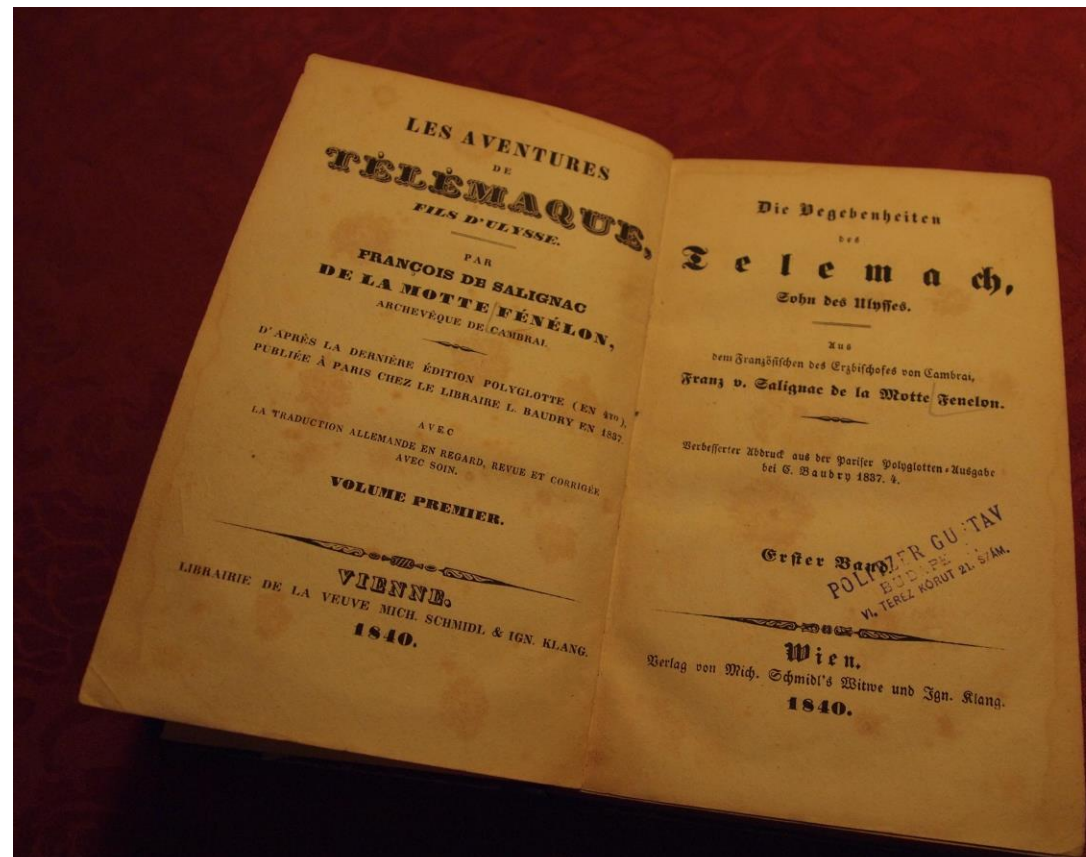 LES AVENTURES
DE
TÉLÉMAQUE,
FILS D'ULYSSE.
PAR
FRANÇOIS DE SALIGNAC
DE LA MOTTE FÉNÉLON,
ARCHEVÊQUE DE CAMBRAI.
D'APRÈS LA DERNIÈRE ÉDITION POLYGLOTTE (EN 4TO),
PUBLIÉE À PARIS CHEZ LE LIBRAIRE L. BAUDRY EN 1837.
AVEC
LA TRADUCTION ALLEMANDE EN REGARD, REVUE ET CORRIGÉE
AVEC SOIN.
VOLUME PREMIER.
VIENNE,
LIBRAIRIE DE LA VEUVE MICH. SCHMIDL & IGN. KLANG.
1840.
Die Begebenheiten
des
Telemach,
Sohn des Ulysses.
Aus
dem Französischen des Erzbischofes von Cambrai,
Franz v. Salignac de la Motte Fenelon.
Verbesserter Abdruck aus der Pariser Polyglotten-Ausgabe
bei C. Baudry 1837. 4.
Erster Band.
POLITZER GUSTAV
BUDAPE
VI. TEREZ KÖRUT 21. SZÁM.
Wien.
Verlag von Mich. Schmidl's Witwe und Ign. Klang.
1840.